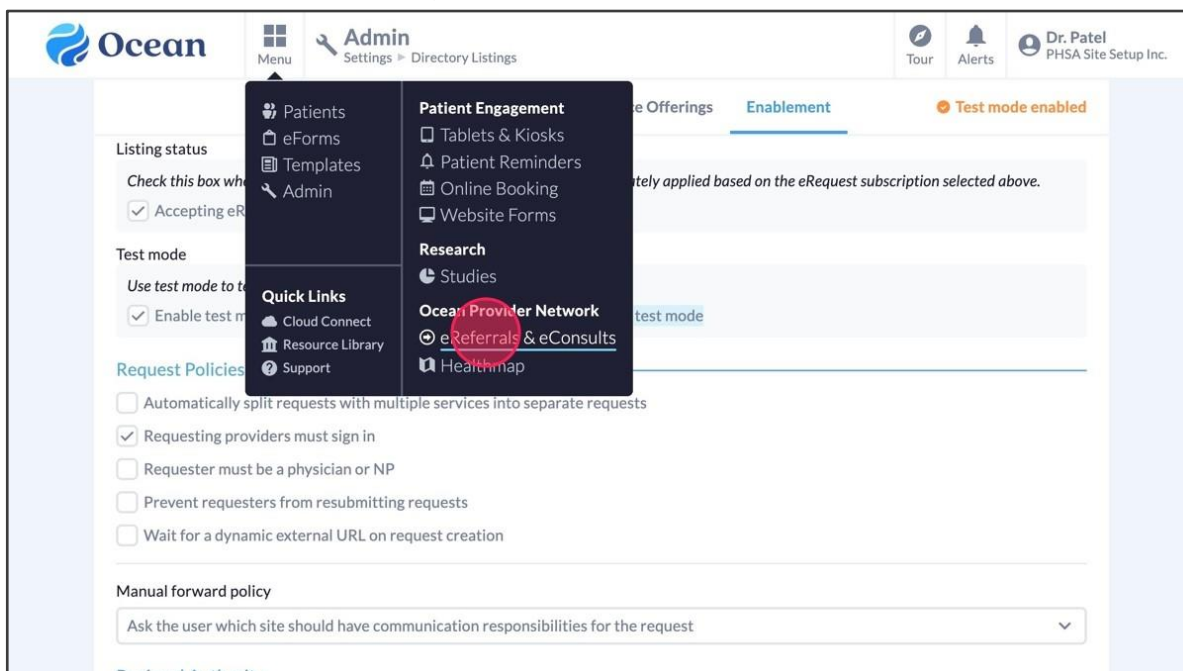 Ocean
Menu
Admin
Settings ▸ Directory Listings
Tour
Alerts
Dr. Patel
PHSA Site Setup Inc.
Patients
eForms
Templates
Admin
Quick Links
Cloud Connect
Resource Library
Support
Patient Engagement
Tablets & Kiosks
Patient Reminders
Online Booking
Website Forms
Research
Studies
Ocean Provider Network
eReferrals & eConsults
Healthmap
Offerings
Enablement
Test mode enabled
Listing status
Check this box
applied based on the eRequest subscription selected above.
Accepting
Test mode
Use test mode to
Enable test
test mode
Request Policies
Automatically split requests with multiple services into separate requests
Requesting providers must sign in
Requester must be a physician or NP
Prevent requesters from resubmitting requests
Wait for a dynamic external URL on request creation
Manual forward policy
Ask the user which site should have communication responsibilities for the request